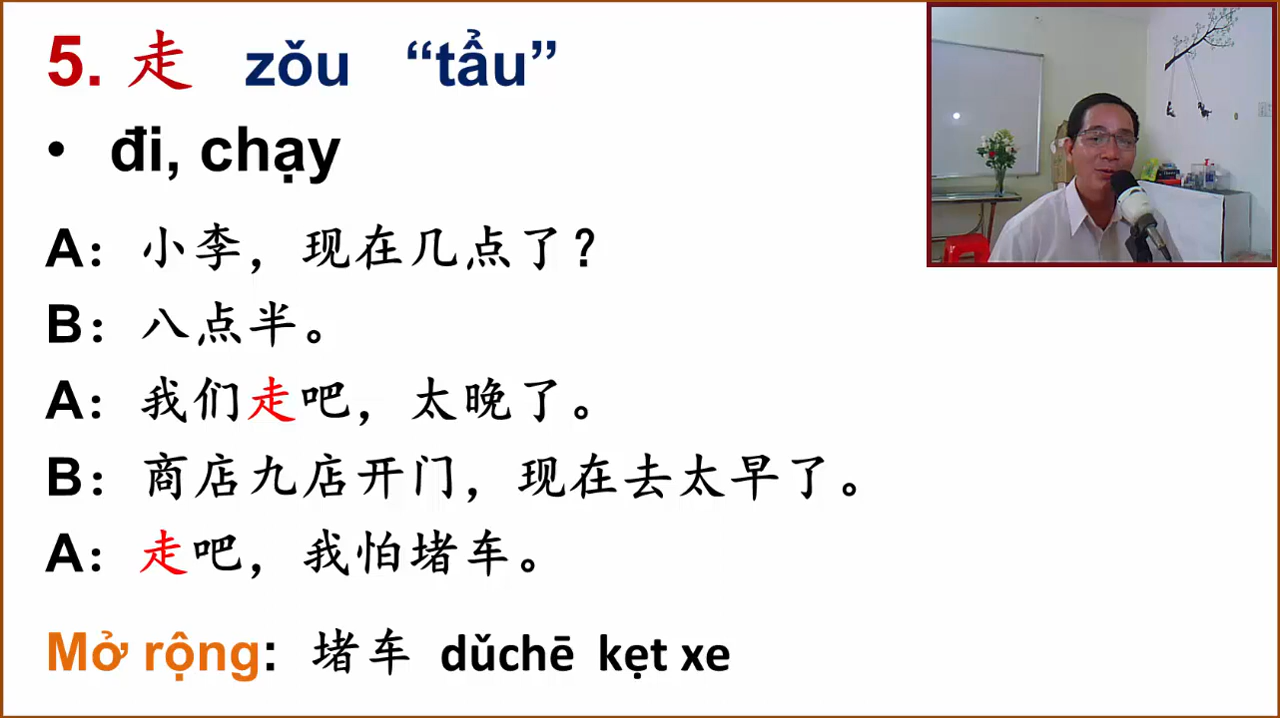 5. 走 zǒu “tẩu”
• đi, chạy
A：小李，现在几点了？
B：八点半。
A：我们走吧，太晚了。
B：商店九店开门，现在去太早了。
A：走吧，我怕堵车。
Mở rộng: 堵车 dǔchē kẹt xe